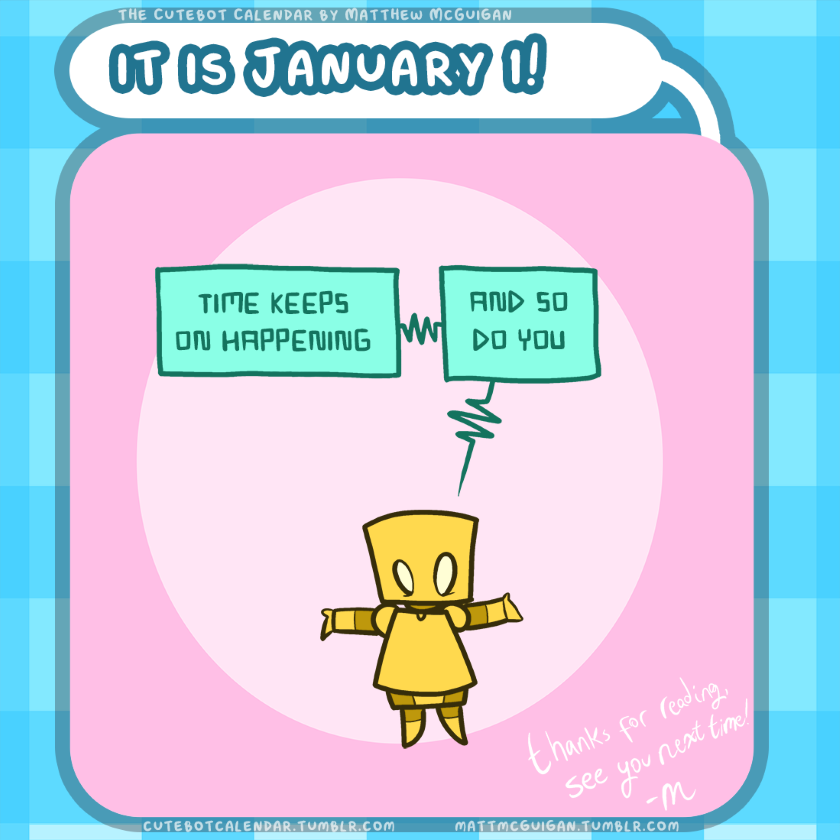 THE CUTEBOT CALENDAR BY MATTHEW MCGUIGAN
IT IS JANUARY 1!
TIME KEEPS
ON HAPPENING
AND SO
DO YOU
thanks for reading,
see you next time!
-M
CUTEBOTCALENDAR.TUMBLR.COM
MATTMCGUIGAN.TUMBLR.COM